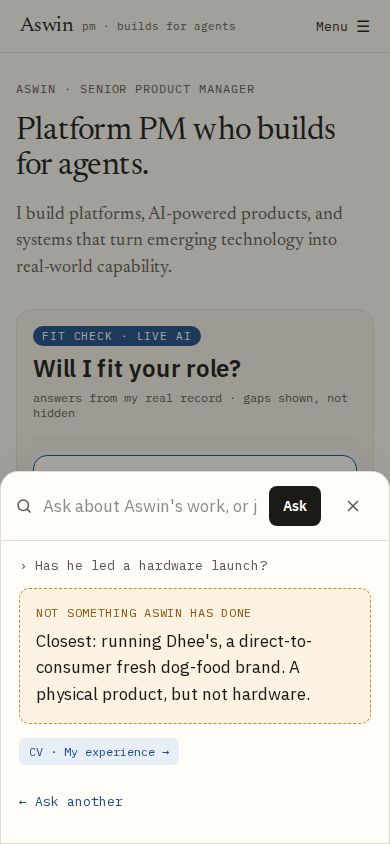 Aswin pm · builds for agents Menu ☰
ASWIN · SENIOR PRODUCT MANAGER
Platform PM who builds
for agents.
I build platforms, AI-powered products, and
systems that turn emerging technology into
real-world capability.
FIT CHECK · LIVE AI
Will I fit your role?
answers from my real record · gaps shown, not
hidden
Ask about Aswin's work, or j Ask ×
› Has he led a hardware launch?
NOT SOMETHING ASWIN HAS DONE
Closest: running Dhee's, a direct-to-
consumer fresh dog-food brand. A
physical product, but not hardware.
CV · My experience →
← Ask another